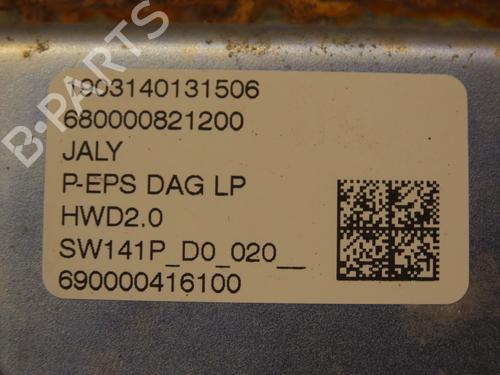 1903140131506
680000821200
JALY
P-EPS DAG LP
HWD2.0
SW141P_D0_020__
690000416100
B-PARTS